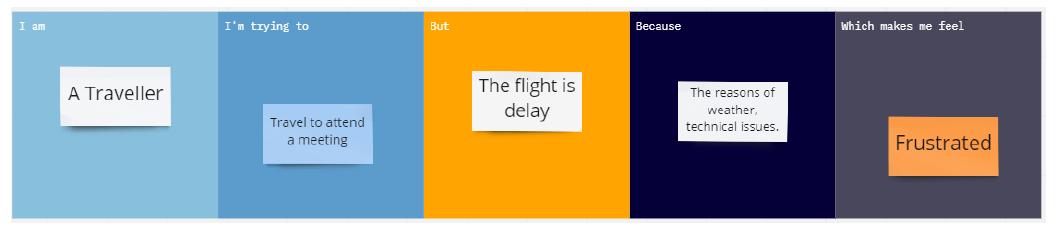 I am
A Traveller
I'm trying to
Travel to attend
a meeting
But
The flight is
delay
Because
The reasons of
weather,
technical issues.
Which makes me feel
Frustrated